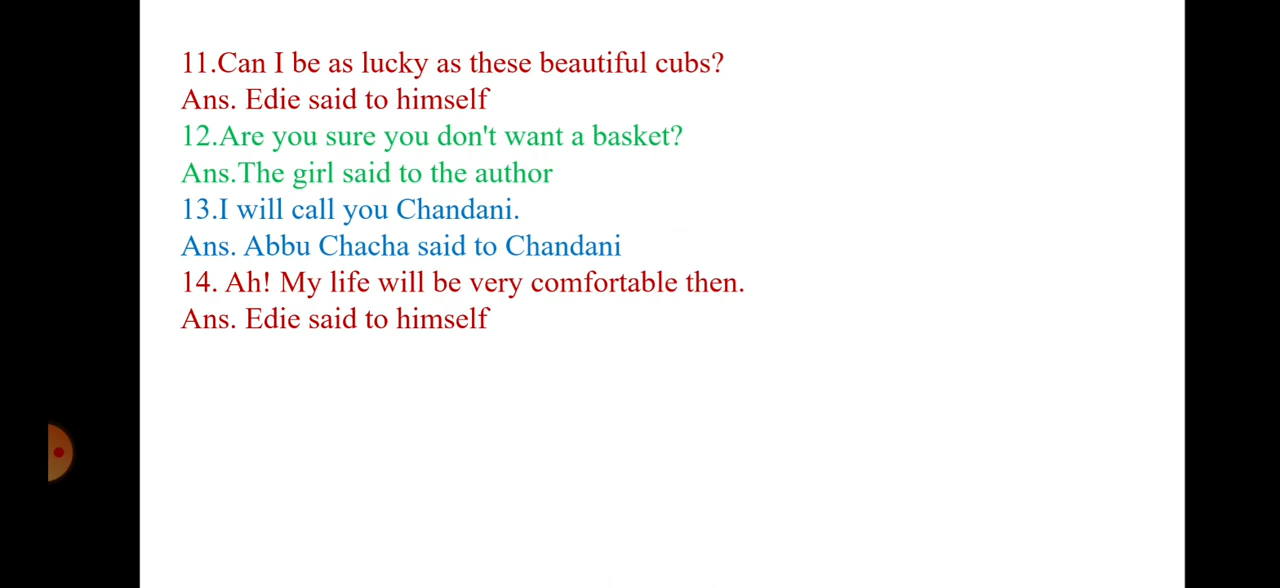 11.Can I be as lucky as these beautiful cubs?
Ans. Edie said to himself
12.Are you sure you don't want a basket?
Ans.The girl said to the author
13.I will call you Chandani.
Ans. Abbu Chacha said to Chandani
14. Ah! My life will be very comfortable then.
Ans. Edie said to himself